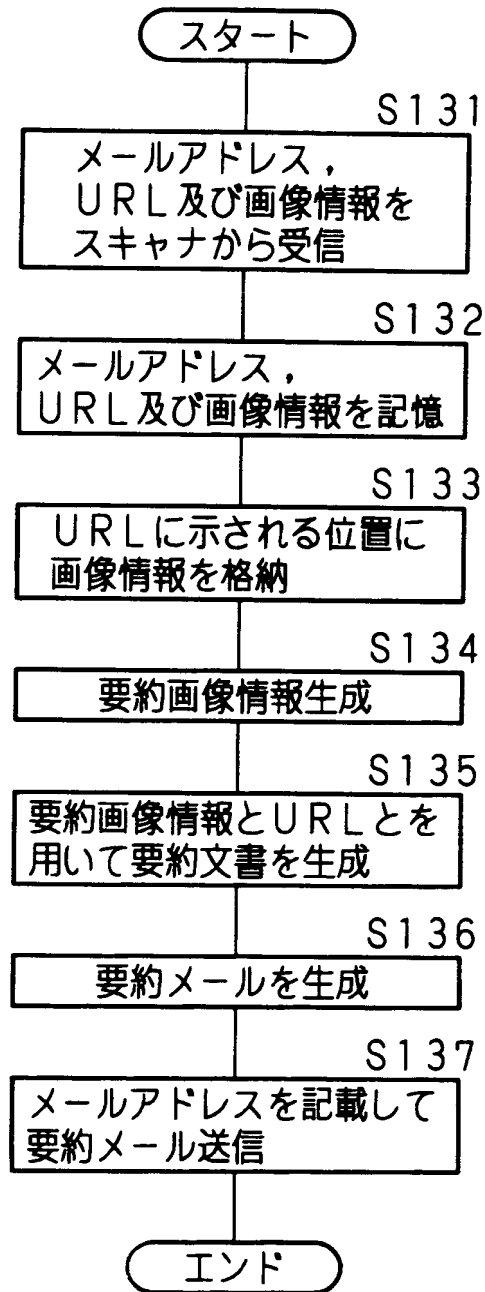 スタート
S131
メールアドレス,
URL及び画像情報を
スキャナから受信
S132
メールアドレス,
URL及び画像情報を記憶
S133
URLに示される位置に
画像情報を格納
S134
要約画像情報生成
S135
要約画像情報とURLとを
用いて要約文書を生成
S136
要約メールを生成
S137
メールアドレスを記載して
要約メール送信
エンド